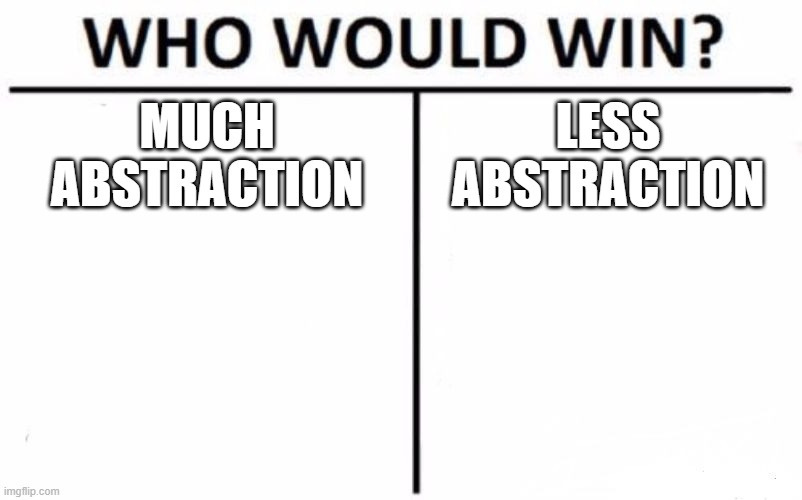 WHO WOULD WIN?
MUCH
ABSTRACTION
LESS
ABSTRACTION
imgflip.com